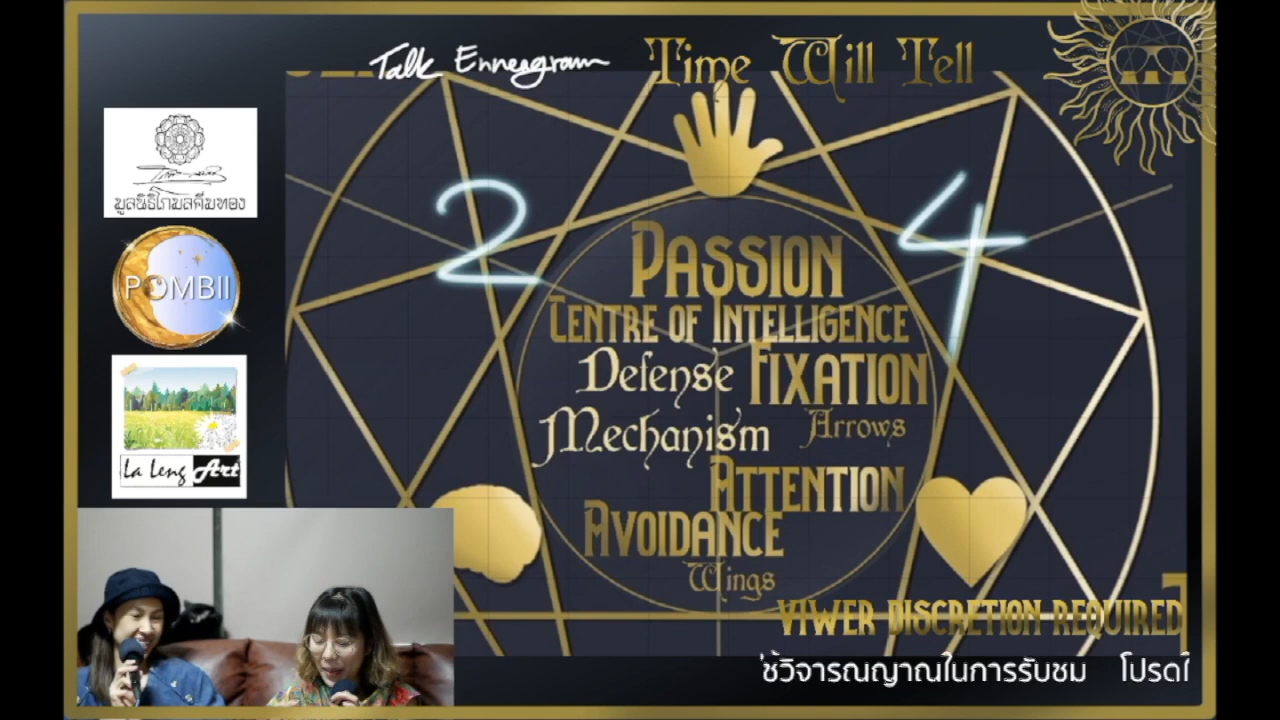 Talk Enneagram Time Will Tell
มูลนิธิโกมลคีมทอง
POMBII
La Leng Art
2 4
PASSION
CENTRE OF INTELLIGENCE
Defense FIXATION
Mechanism Arrows
ATTENTION
AVOIDANCE
Wings
VIWER DISCRETION REQUIRED
ช้วิจารณญาณในการรับชม โปรดใ